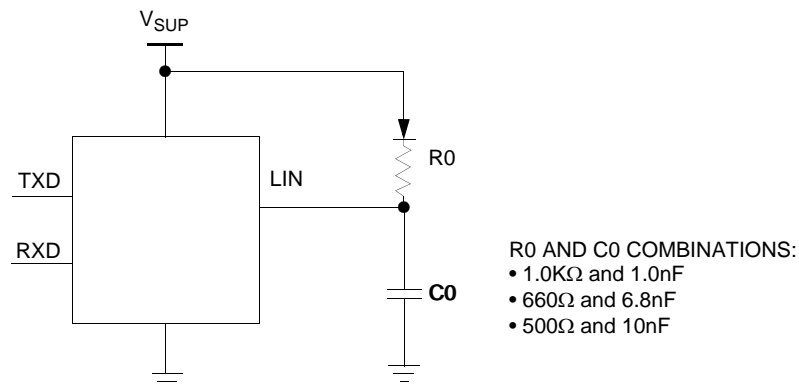 VSUP
TXD
LIN
R0
RXD
C0
R0 AND C0 COMBINATIONS:
• 1.0KΩ and 1.0nF
• 660Ω and 6.8nF
• 500Ω and 10nF